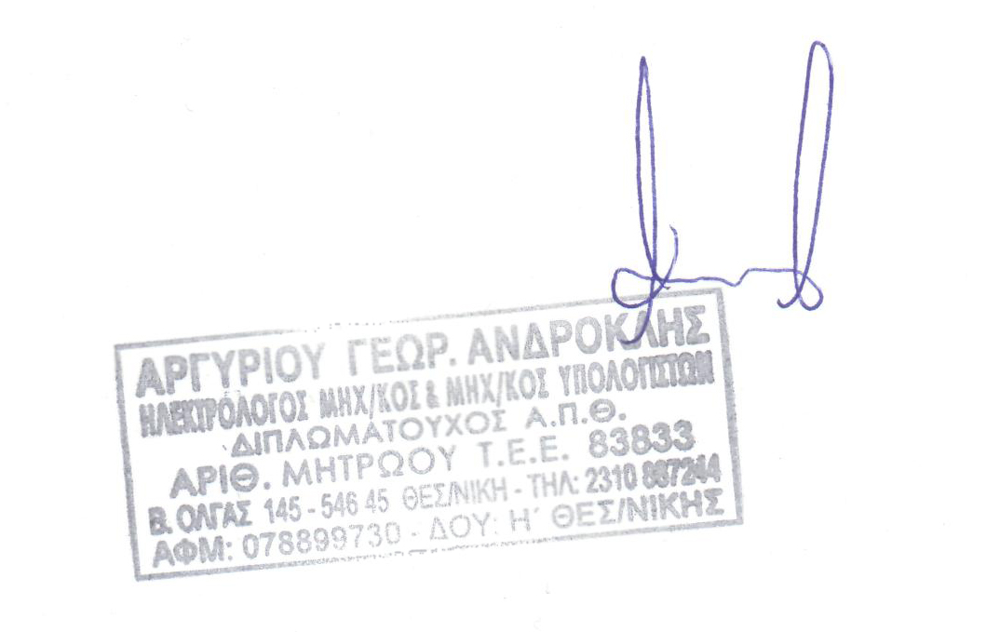 ΑΡΓΥΡΙΟΥ ΓΕΩΡ. ΑΝΔΡΟΚΛΗΣ
ΗΛΕΚΤΡΟΛΟΓΟΣ ΜΗΧ/ΚΟΣ & ΜΗΧ/ΚΟΣ ΥΠΟΛΟΓΙΣΤΩΝ
ΔΙΠΛΩΜΑΤΟΥΧΟΣ Α.Π.Θ.
ΑΡΙΘ. ΜΗΤΡΩΟΥ Τ.Ε.Ε. 83833
Β. ΟΛΓΑΣ 145 - 546 45 ΘΕΣ/ΝΙΚΗ - ΤΗΛ: 2310 887244
ΑΦΜ: 078899730 - ΔΟΥ: Η΄ ΘΕΣ/ΝΙΚΗΣ